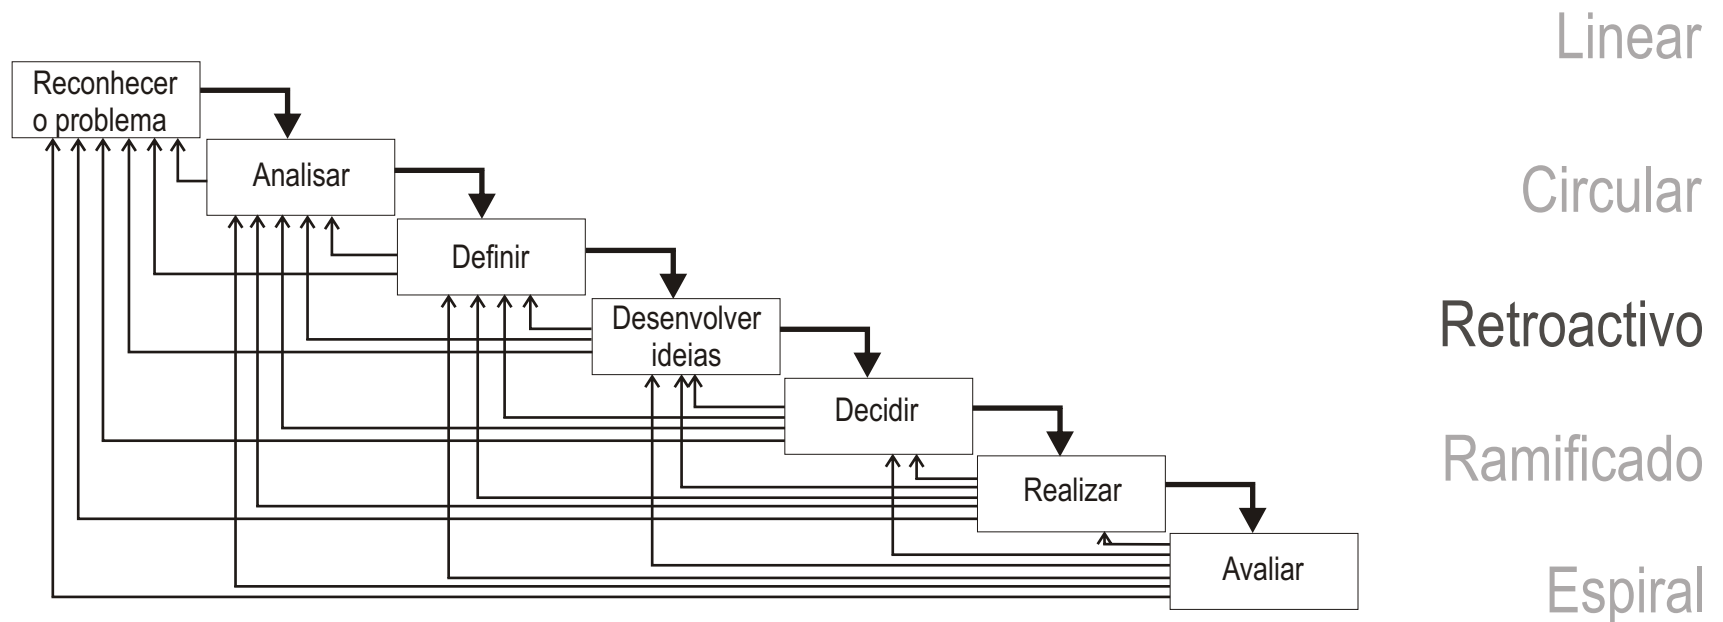 Linear
Reconhecer
o problema
Analisar
Circular
Definir
Desenvolver
ideias
Retroactivo
Decidir
Ramificado
Realizar
Avaliar
Espiral